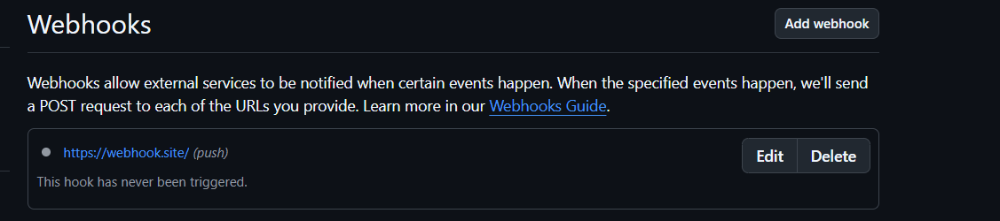 Webhooks
Add webhook
Webhooks allow external services to be notified when certain events happen. When the specified events happen, we'll send
a POST request to each of the URLs you provide. Learn more in our Webhooks Guide.
https://webhook.site/ (push)
Edit
Delete
This hook has never been triggered.